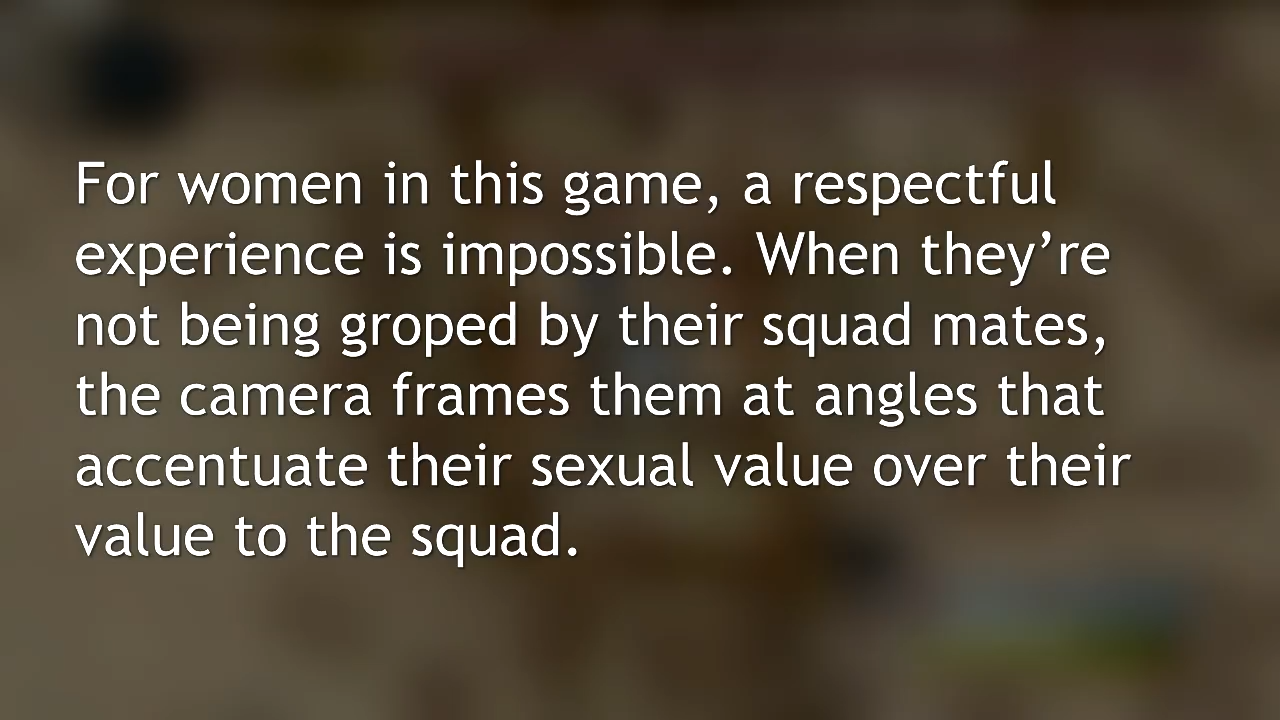 For women in this game, a respectful
experience is impossible. When they’re
not being groped by their squad mates,
the camera frames them at angles that
accentuate their sexual value over their
value to the squad.